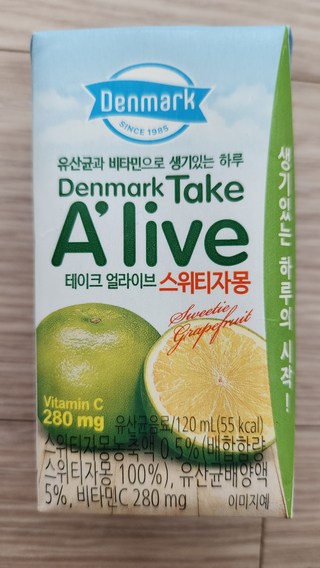 Denmark
SINCE 1985
유산균과 비타민으로 생기있는 하루
Denmark Take
A'live
테이크 얼라이브 스위티자몽
Sweetie
Grapefruit
Vitamin C
280 mg
유산균음료/120 mL(55 kcal)
스위티자몽농축액 0.5%(배합함량
스위티자몽 100%), 유산균배양액
5%, 비타민C 280 mg
이미지예
생기있는 하루의 시작!